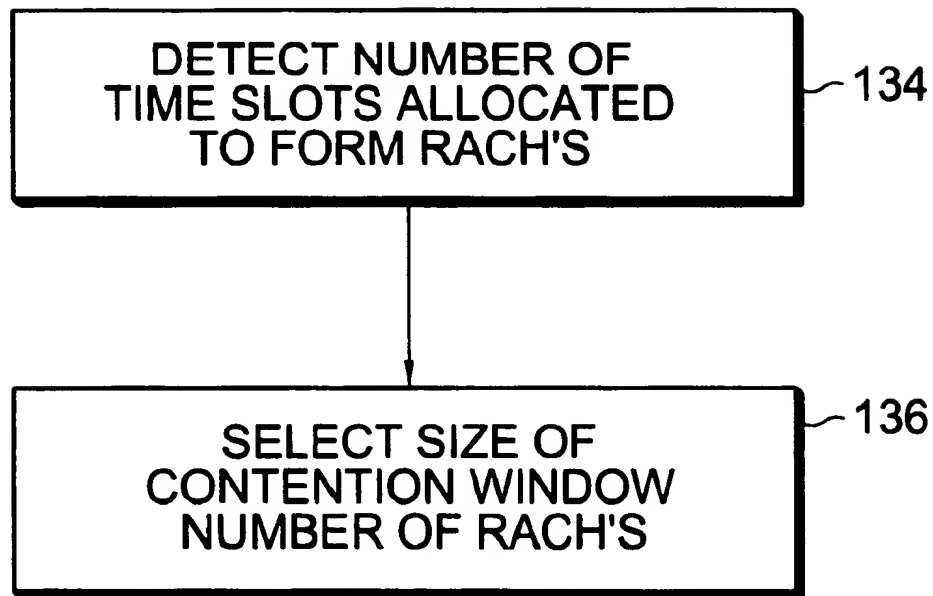 DETECT NUMBER OF
TIME SLOTS ALLOCATED
TO FORM RACH'S
134
SELECT SIZE OF
CONTENTION WINDOW
NUMBER OF RACH'S
136